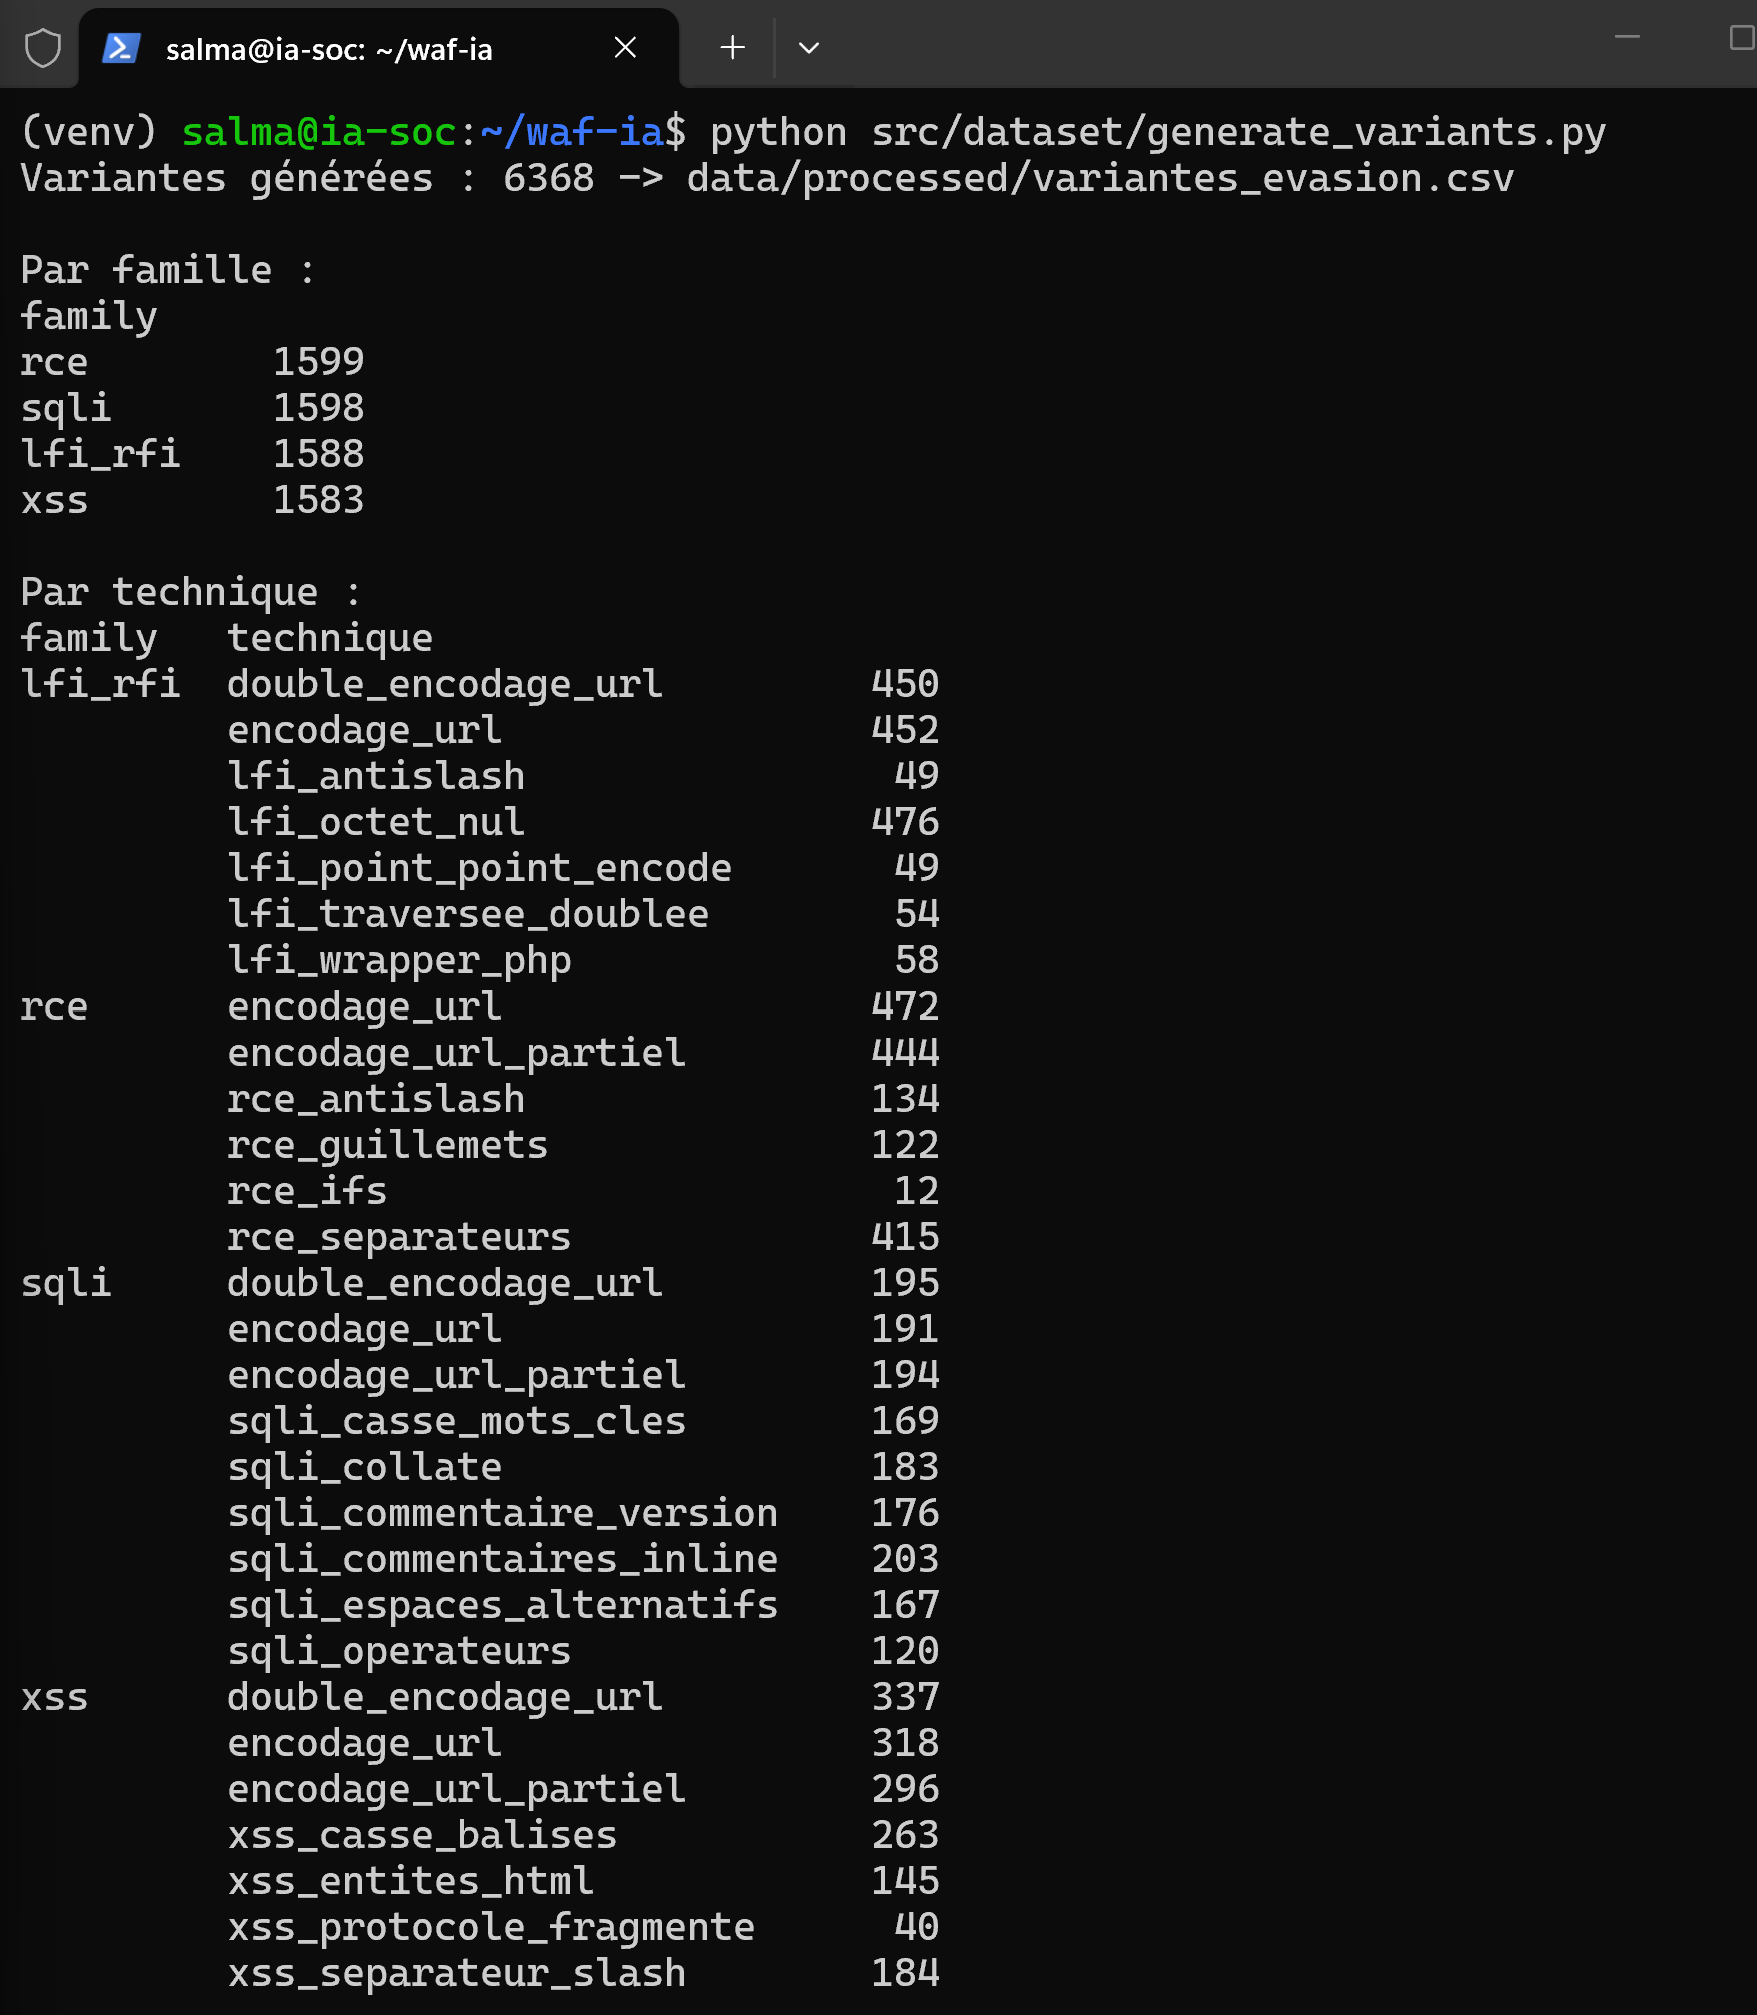 salma@ia-soc: ~/waf-ia
(venv) salma@ia-soc:~/waf-ia$ python src/dataset/generate_variants.py
Variantes générées : 6368 -> data/processed/variantes_evasion.csv
Par famille :
family
rce 1599
sqli 1598
lfi_rfi 1588
xss 1583
Par technique :
family technique
lfi_rfi double_encodage_url 450
encodage_url 452
lfi_antislash 49
lfi_octet_nul 476
lfi_point_point_encode 49
lfi_traversee_doublee 54
lfi_wrapper_php 58
rce encodage_url 472
encodage_url_partiel 444
rce_antislash 134
rce_guillemets 122
rce_ifs 12
rce_separateurs 415
sqli double_encodage_url 195
encodage_url 191
encodage_url_partiel 194
sqli_casse_mots_cles 169
sqli_collate 183
sqli_commentaire_version 176
sqli_commentaires_inline 203
sqli_espaces_alternatifs 167
sqli_operateurs 120
xss double_encodage_url 337
encodage_url 318
encodage_url_partiel 296
xss_casse_balises 263
xss_entites_html 145
xss_protocole_fragmente 40
xss_separateur_slash 184